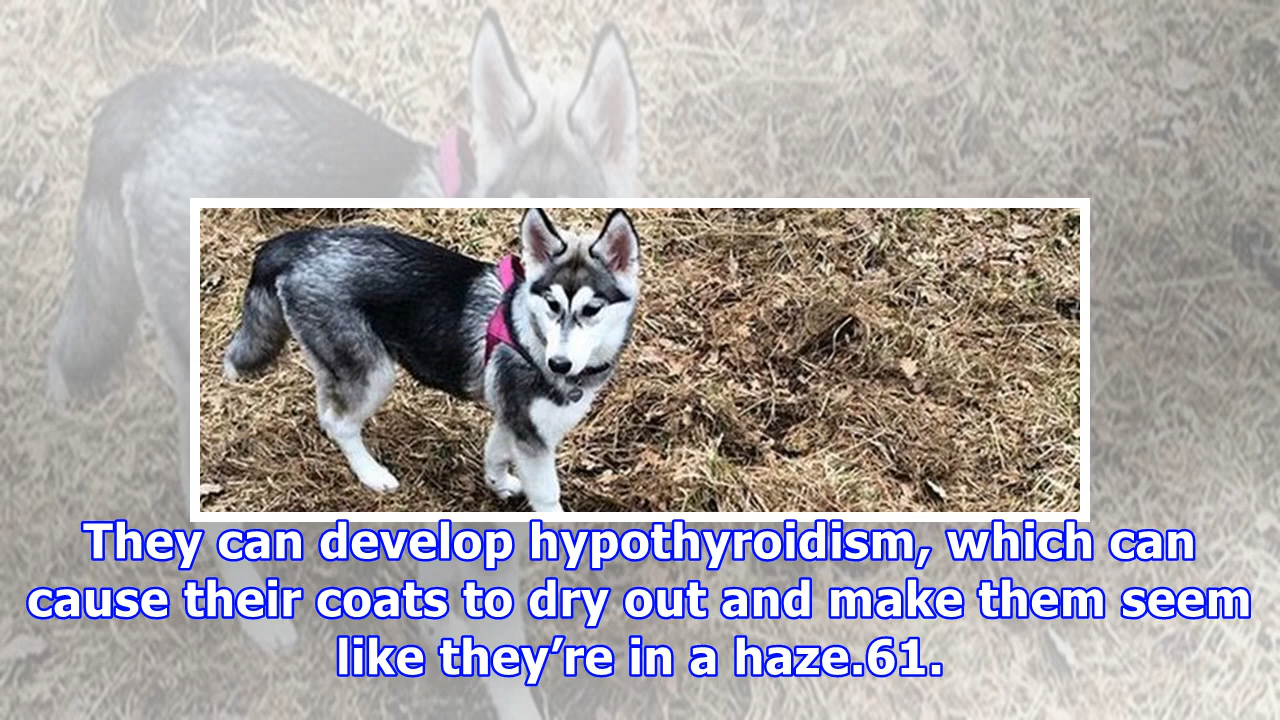 They can develop hypothyroidism, which can
cause their coats to dry out and make them seem
like they’re in a haze.61.